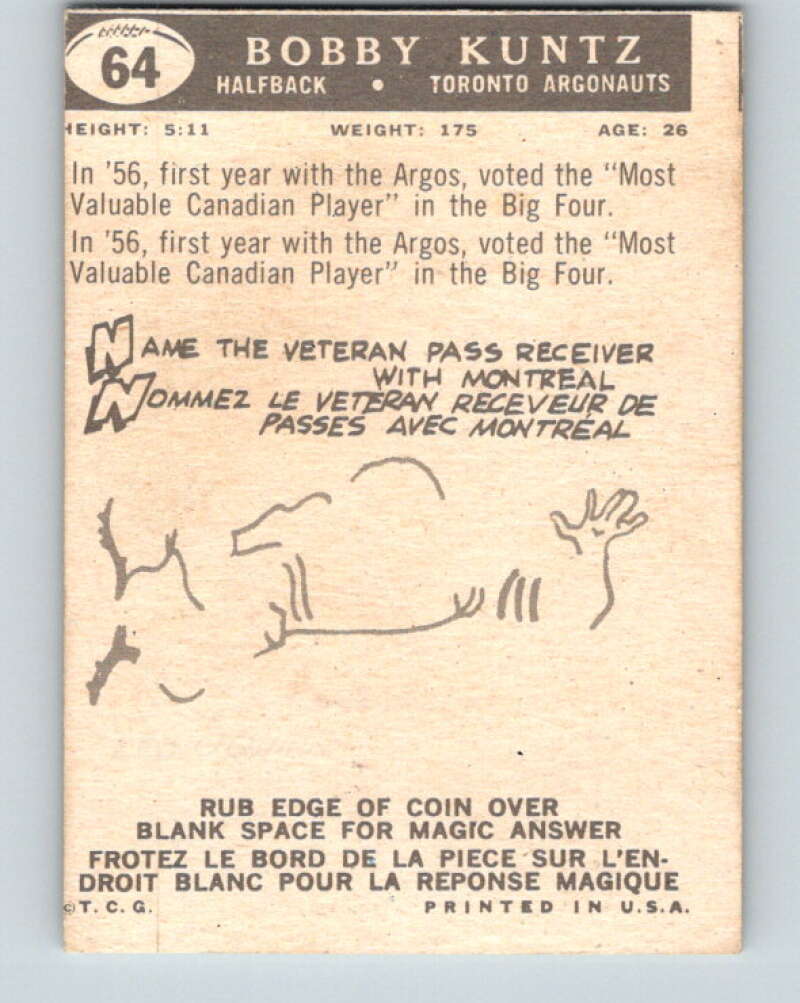 64
BOBBY KUNTZ
HALFBACK • TORONTO ARGONAUTS
HEIGHT: 5:11 WEIGHT: 175 AGE: 26
In '56, first year with the Argos, voted the "Most
Valuable Canadian Player" in the Big Four.
In '56, first year with the Argos, voted the "Most
Valuable Canadian Player" in the Big Four.
NAME THE VETERAN PASS RECEIVER
WITH MONTREAL
NOMMEZ LE VETERAN RECEVEUR DE
PASSES AVEC MONTRÉAL
RUB EDGE OF COIN OVER
BLANK SPACE FOR MAGIC ANSWER
FROTEZ LE BORD DE LA PIECE SUR L'EN-
DROIT BLANC POUR LA REPONSE MAGIQUE
©T.C.G. PRINTED IN U.S.A.